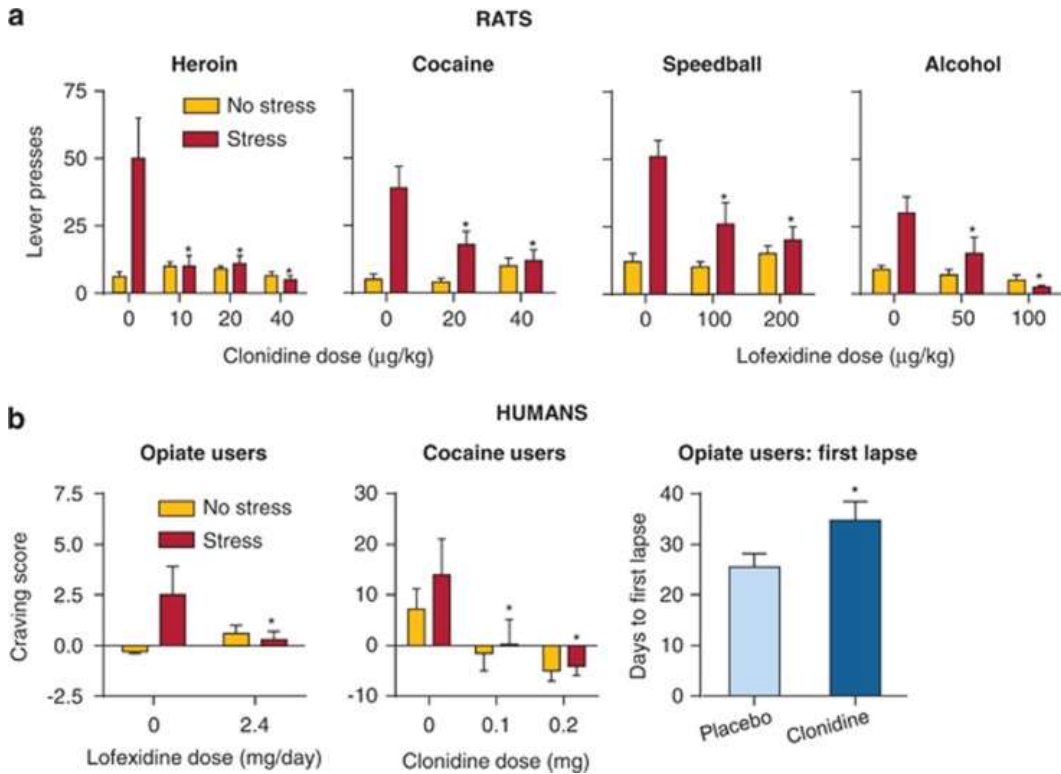 a
RATS
Heroin
Cocaine
Speedball
Alcohol
Lever presses
75
50
25
0
No stress
Stress
*
*
*
*
*
*
*
*
*
0 10 20 40
0 20 40
0 100 200
0 50 100
Clonidine dose (μg/kg)
Lofexidine dose (μg/kg)
b
HUMANS
Opiate users
Cocaine users
Opiate users: first lapse
Craving score
7.5
5.0
2.5
0.0
-2.5
No stress
Stress
*
0 2.4
Lofexidine dose (mg/day)
30
20
10
0
-10
*
*
0 0.1 0.2
Clonidine dose (mg)
Days to first lapse
40
30
20
10
0
*
Placebo
Clonidine